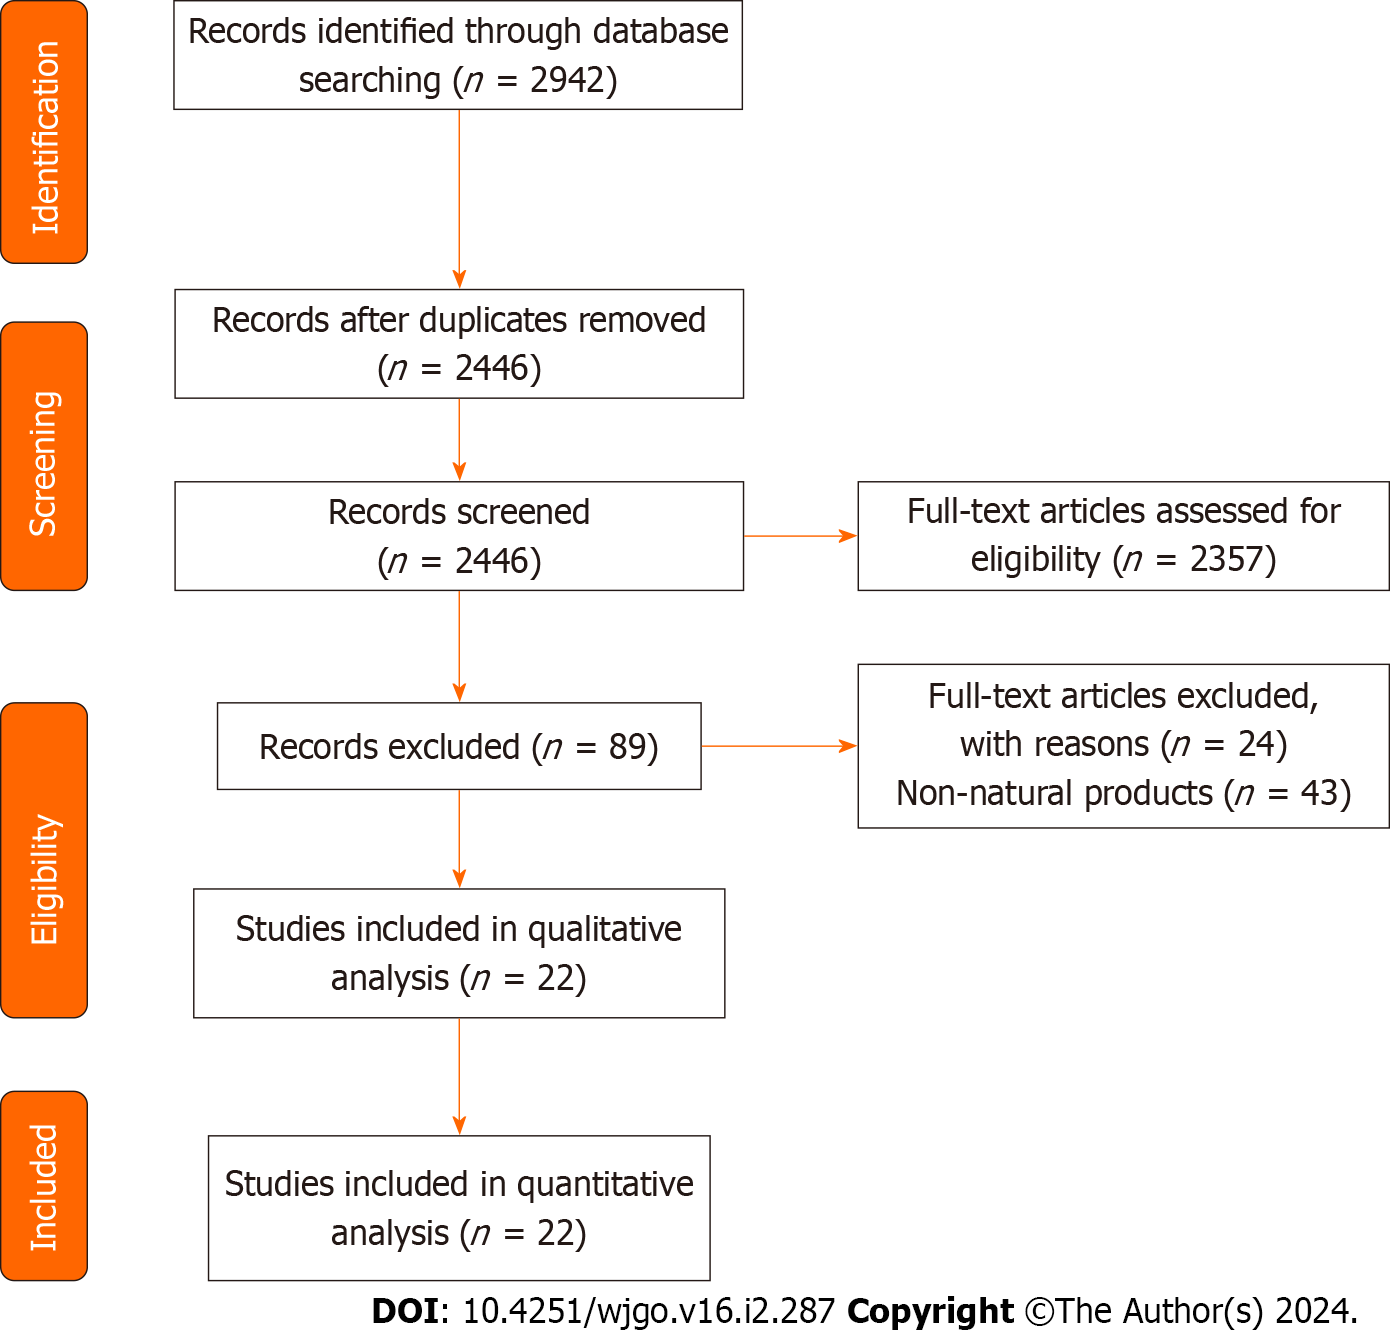 Identification
Records identified through database
searching (n = 2942)
Records after duplicates removed
(n = 2446)
Screening
Records screened
(n = 2446)
Full-text articles assessed for
eligibility (n = 2357)
Eligibility
Records excluded (n = 89)
Full-text articles excluded,
with reasons (n = 24)
Non-natural products (n = 43)
Studies included in qualitative
analysis (n = 22)
Included
Studies included in quantitative
analysis (n = 22)
DOI: 10.4251/wjgo.v16.i2.287 Copyright ©The Author(s) 2024.